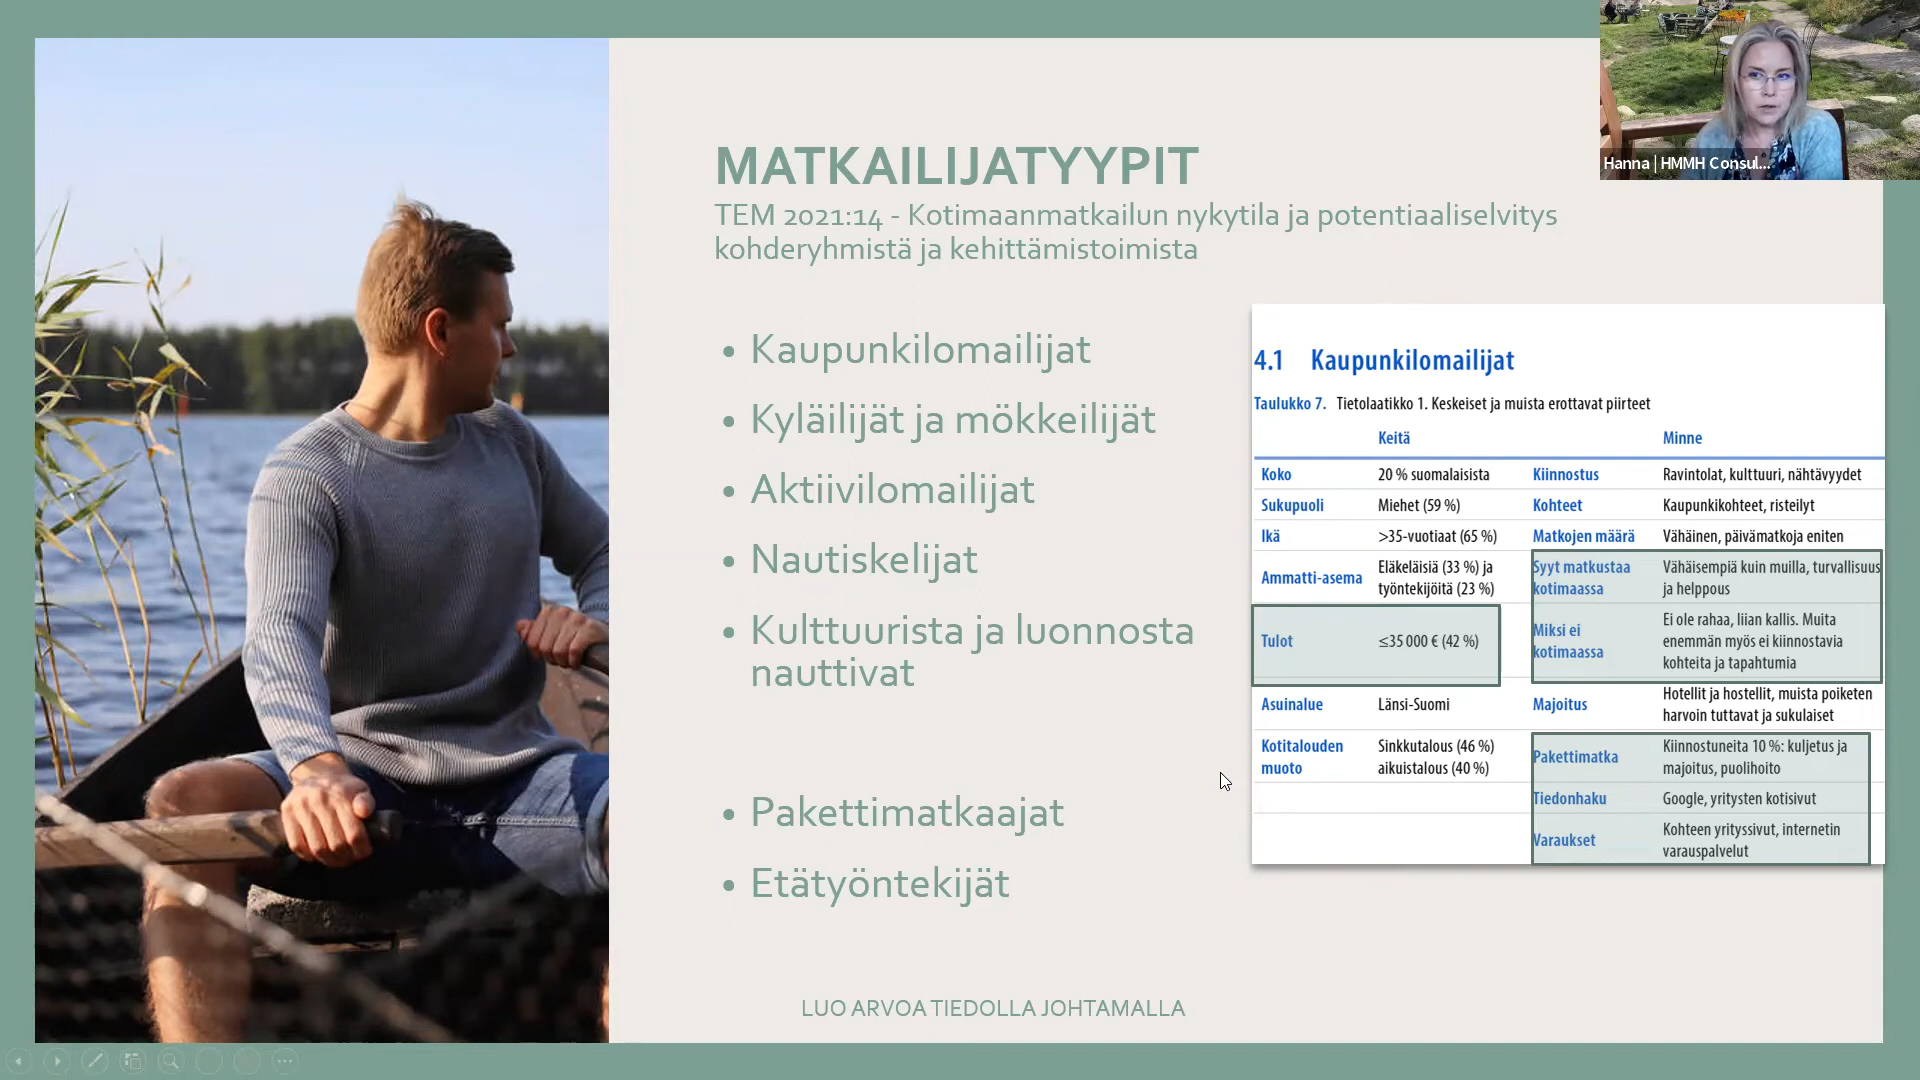 Hanna | HMMH Consul...
MATKAILIJATYYPIT
TEM 2021:14 - Kotimaanmatkailun nykytila ja potentiaaliselvitys
kohderyhmistä ja kehittämistoimista
• Kaupunkilomailijat
• Kyläilijät ja mökkeilijät
• Aktiivilomailijat
• Nautiskelijat
• Kulttuurista ja luonnosta
nauttivat
• Pakettimatkaajat
• Etätyöntekijät
4.1 Kaupunkilomailijat
Taulukko 7. Tietolaatikko 1. Keskeiset ja muista erottavat piirteet
Keitä Minne
Koko 20 % suomalaisista Kiinnostus Ravintolat, kulttuuri, nähtävyydet
Sukupuoli Miehet (59 %) Kohteet Kaupunkikohteet, risteilyt
Ikä >35-vuotiaat (65 %) Matkojen määrä Vähäinen, päivämatkoja eniten
Ammatti-asema Eläkeläisiä (33 %) ja
työntekijöitä (23 %)
Syyt matkustaa
kotimaassa
Vähäisempiä kuin muilla, turvallisuus
ja helppous
Tulot ≤35 000 € (42 %)
Miksi ei
kotimaassa
Ei ole rahaa, liian kallis. Muita
enemmän myös ei kiinnostavia
kohteita ja tapahtumia
Asuinalue Länsi-Suomi
Majoitus
Hotellit ja hostellit, muista poiketen
harvoin tuttavat ja sukulaiset
Kotitalouden
muoto
Sinkkutalous (46 %)
aikuistalous (40 %)
Pakettimatka
Kiinnostuneita 10 %: kuljetus ja
majoitus, puolihoito
Tiedonhaku Google, yritysten kotisivut
Varaukset
Kohteen yrityssivut, internetin
varauspalvelut
LUO ARVOA TIEDOLLA JOHTAMALLA